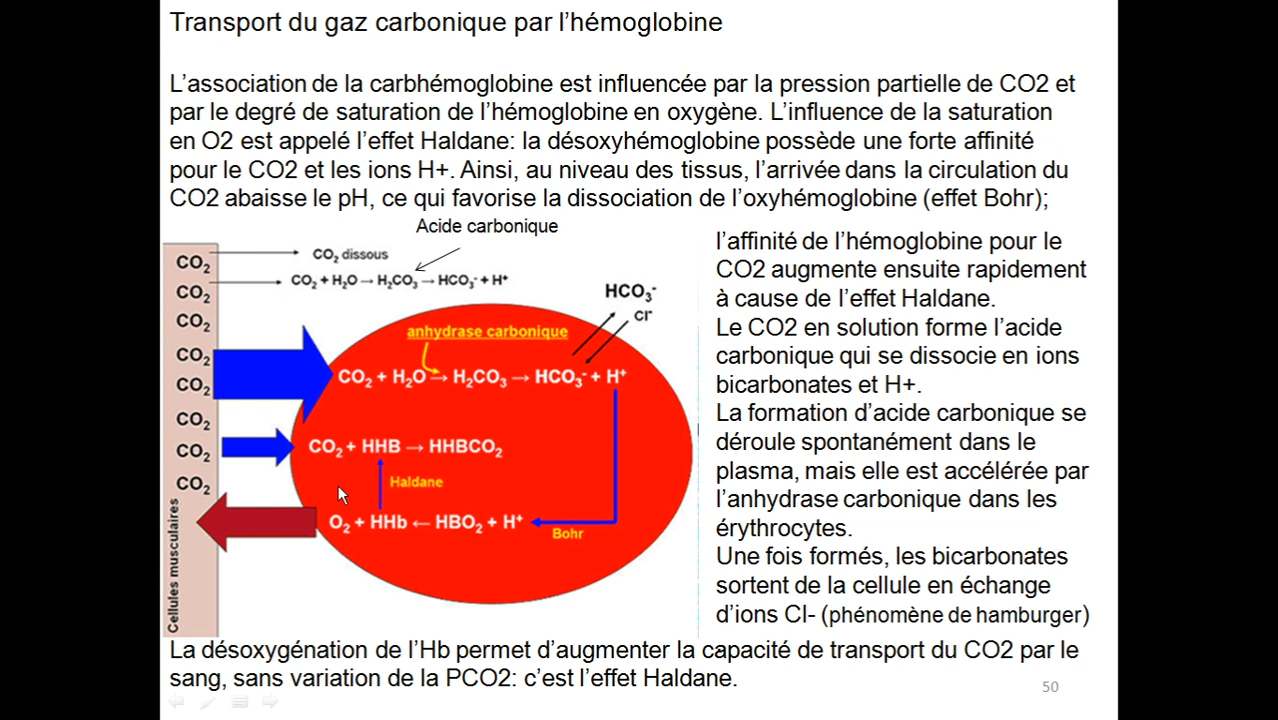 Transport du gaz carbonique par l’hémoglobine
L’association de la carbhémoglobine est influencée par la pression partielle de CO2 et
par le degré de saturation de l’hémoglobine en oxygène. L’influence de la saturation
en O2 est appelé l’effet Haldane: la désoxyhémoglobine possède une forte affinité
pour le CO2 et les ions H+. Ainsi, au niveau des tissus, l’arrivée dans la circulation du
CO2 abaisse le pH, ce qui favorise la dissociation de l’oxyhémoglobine (effet Bohr);
Acide carbonique
CO₂ dissous
CO₂ + H₂O → H₂CO₃ → HCO₃⁻ + H⁺
CO₂
CO₂
CO₂
CO₂
CO₂
CO₂
CO₂
CO₂
Cellules musculaires
HCO₃⁻
Cl⁻
anhydrase carbonique
CO₂ + H₂O → H₂CO₃ → HCO₃⁻ + H⁺
CO₂ + HHB → HHBCO₂
Haldane
O₂ + HHb ← HBO₂ + H⁺
Bohr
l’affinité de l’hémoglobine pour le
CO2 augmente ensuite rapidement
à cause de l’effet Haldane.
Le CO2 en solution forme l’acide
carbonique qui se dissocie en ions
bicarbonates et H+.
La formation d’acide carbonique se
déroule spontanément dans le
plasma, mais elle est accélérée par
l’anhydrase carbonique dans les
érythrocytes.
Une fois formés, les bicarbonates
sortent de la cellule en échange
d’ions Cl- (phénomène de hamburger)
La désoxygénation de l’Hb permet d’augmenter la capacité de transport du CO2 par le
sang, sans variation de la PCO2: c’est l’effet Haldane.
50